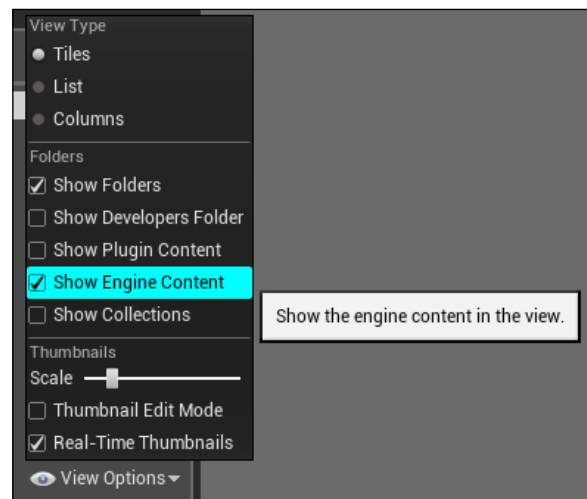 View Type
Tiles
List
Columns
Folders
Show Folders
Show Developers Folder
Show Plugin Content
Show Engine Content
Show Collections
Show the engine content in the view.
Thumbnails
Scale
Thumbnail Edit Mode
Real-Time Thumbnails
View Options